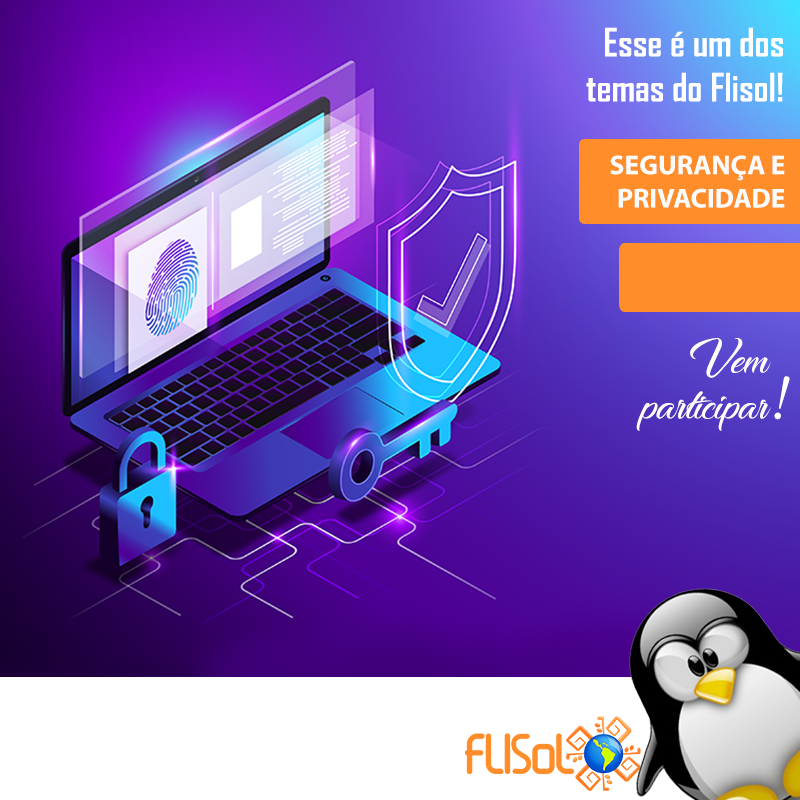 Esse é um dos
temas do Flisol!
SEGURANÇA E
PRIVACIDADE
Vem
participar!
FLISoL